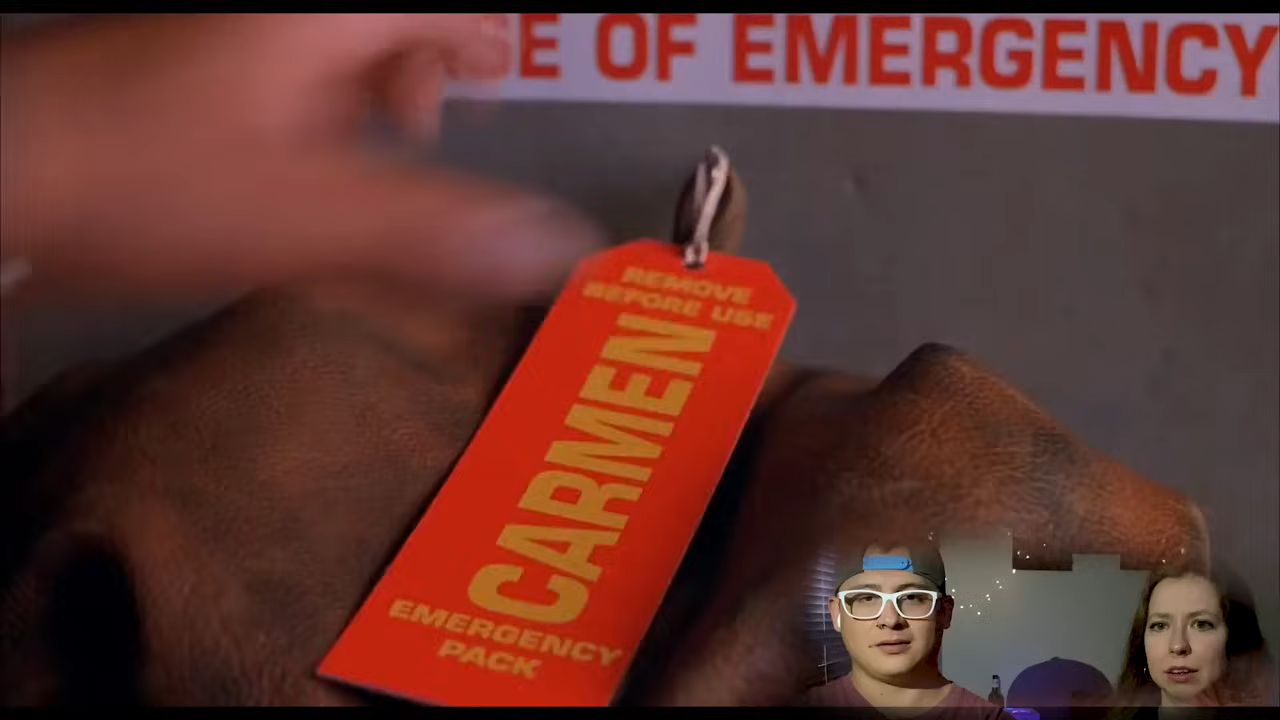 E OF EMERGENCY
REMOVE
BEFORE USE
CARMEN
EMERGENCY
PACK